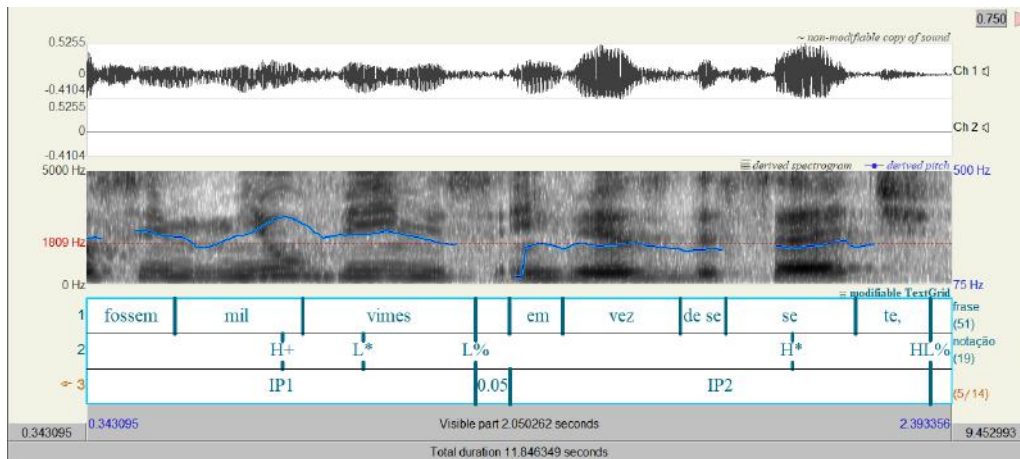 0.750
~ non-modifiable copy of sound
0.5255
0
-0.4104
Ch 1
0.5255
0
-0.4104
Ch 2
derived spectrogram derived pitch
5000 Hz 500 Hz
1809 Hz
0 Hz 75 Hz
modifiable TextGrid
1 fossem mil vimes em vez de se se te, frase (51)
2 H+ L* L% H* HL% notação (19)
3 IP1 0.05 IP2 (5/14)
0.343095 2.393356
0.343095 Visible part 2.050262 seconds 9.452993
Total duration 11.846349 seconds